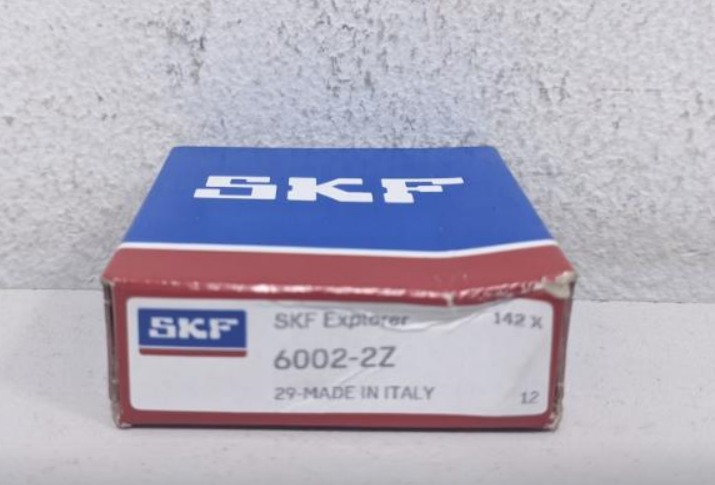 SKF
SKF
SKF Explorer
142 X
6002-2Z
29-MADE IN ITALY
12